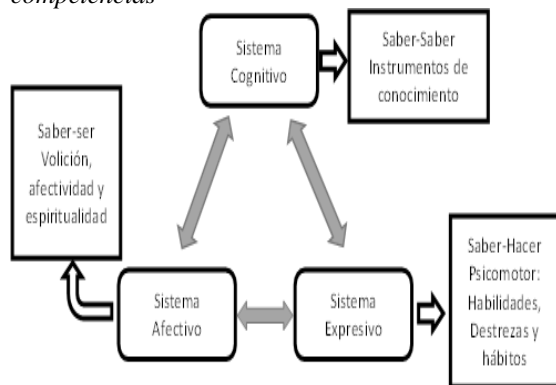 competencias
Sistema
Cognitivo
Saber-Saber
Instrumentos de
conocimiento
Saber-ser
Volición,
afectividad y
espiritualidad
Sistema
Afectivo
Sistema
Expresivo
Saber-Hacer
Psicomotor:
Habilidades,
Destrezas y
hábitos